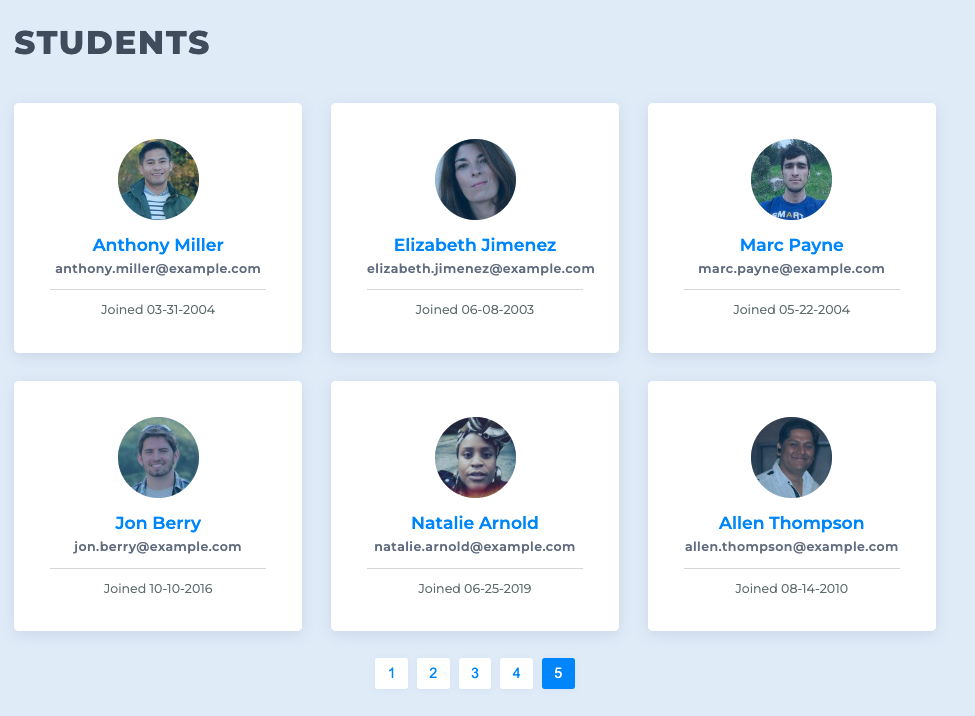 STUDENTS
Anthony Miller
anthony.miller@example.com
Joined 03-31-2004
Elizabeth Jimenez
elizabeth.jimenez@example.com
Joined 06-08-2003
Marc Payne
marc.payne@example.com
Joined 05-22-2004
Jon Berry
jon.berry@example.com
Joined 10-10-2016
Natalie Arnold
natalie.arnold@example.com
Joined 06-25-2019
Allen Thompson
allen.thompson@example.com
Joined 08-14-2010
1 2 3 4 5